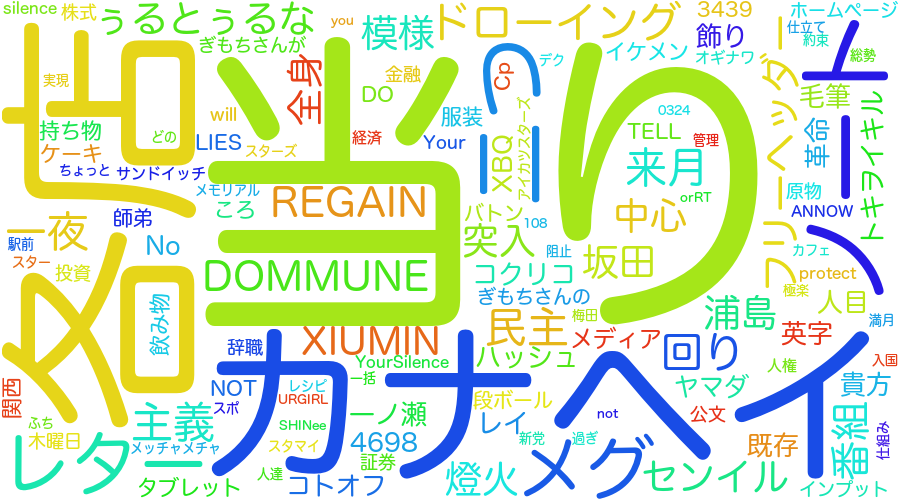 silence
株式
you
うるとぅるな
ぎもちさんが
模様
ドローイング
3439
ホームページ
仕立て
約束
飾り
イケメン
オギナワ
総勢
実現
全身
金融
DO
Cp
デク
フリーヘッダー
毛筆
持ち物
どの
will
服装
0324
革命
LIES
経済
Your
XBQ
アイカツスターズ
TELL
管理
ケーキ
スターズ
ちょっと
サンドイッチ
当り
来月
トキヲイキル
メモリアル
原物
orRT
師弟
ころ
REGAIN
バトン
中心
ANNOW
108
一夜
No
突入
駅前
阻止
カフェ
スター
坂田
投資
DOMMUNE
コクリコ
protect
ぎもちさんの
極楽
人目
飲み物
XIUMIN
民主
梅田
浦島
満月
メディア
英字
辞職
回り
YourSilence
ハッシュ
入国
関西
カナヘイ
人権
NOT
レシピ
一括
ヤマダ
貴方
URGIRL
段ボール
スポ
主義
一ノ瀬
not
公文
ふち
SHINee
レイ
番組
仕組み
木曜日
スタマイ
4698
新党
過ぎ
既存
メッチャメチャ
レター
証券
メグ
人達
燈火
センイル
タブレット
コトオフ
インプット